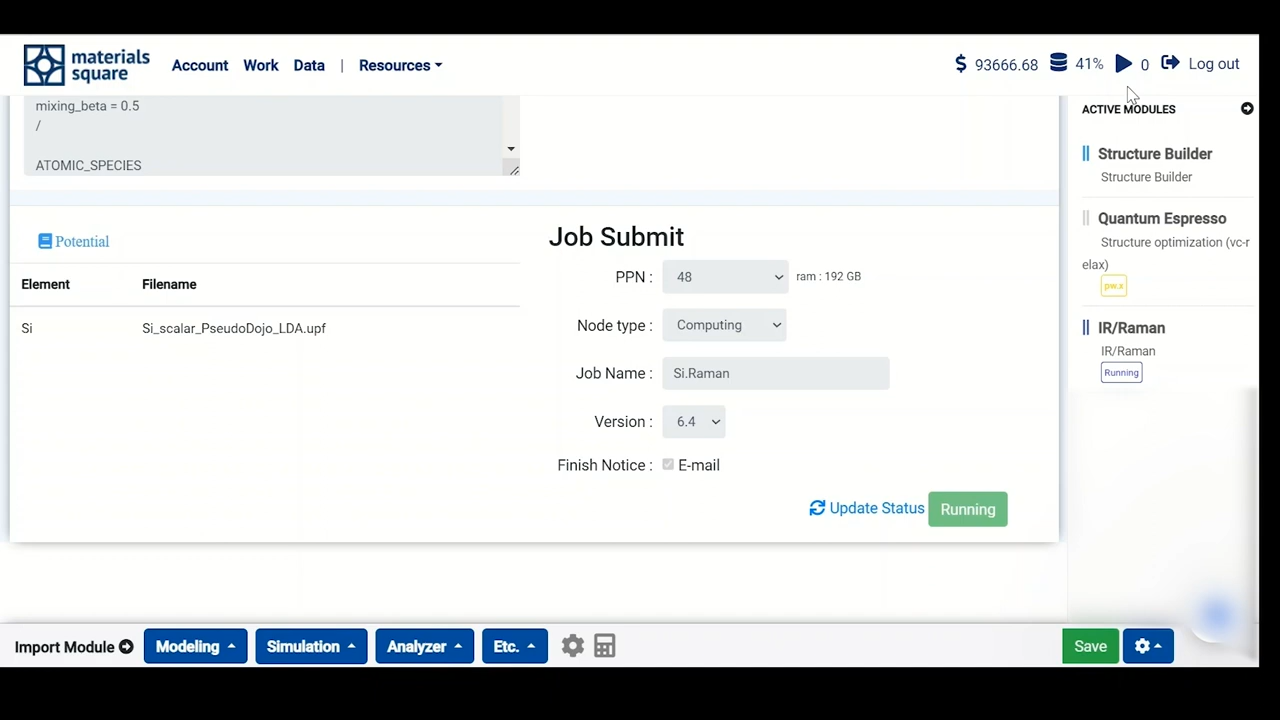 materials
square
Account Work Data | Resources
$ 93666.68 41% 0 Log out
mixing_beta = 0.5
/
ATOMIC_SPECIES
Potential
Element Filename
Si Si_scalar_PseudoDojo_LDA.upf
Job Submit
PPN : 48 ram : 192 GB
Node type : Computing
Job Name : Si.Raman
Version : 6.4
Finish Notice : E-mail
Update Status Running
ACTIVE MODULES
Structure Builder
Structure Builder
Quantum Espresso
Structure optimization (vc-r
elax)
pw.x
IR/Raman
IR/Raman
Running
Import Module Modeling Simulation Analyzer Etc. Save